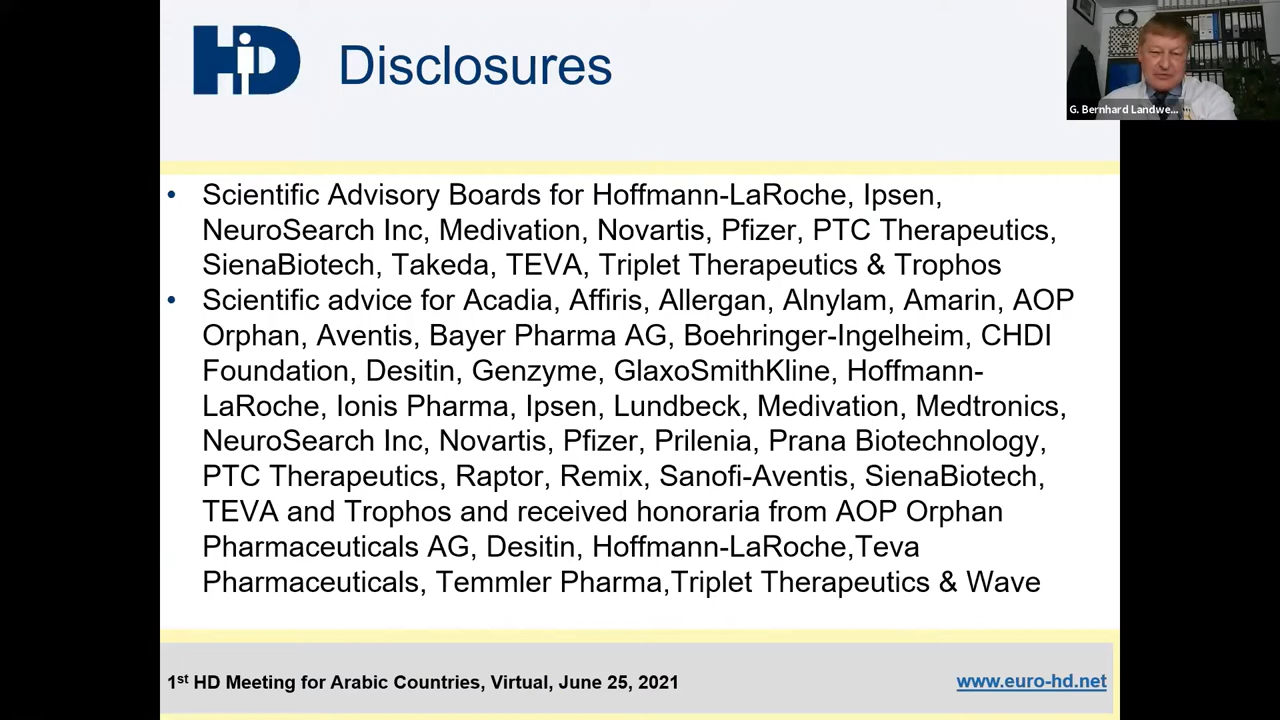 HD
Disclosures
G. Bernhard Landwe...
• Scientific Advisory Boards for Hoffmann-LaRoche, Ipsen,
NeuroSearch Inc, Medivation, Novartis, Pfizer, PTC Therapeutics,
SienaBiotech, Takeda, TEVA, Triplet Therapeutics & Trophos
• Scientific advice for Acadia, Affiris, Allergan, Alnylam, Amarin, AOP
Orphan, Aventis, Bayer Pharma AG, Boehringer-Ingelheim, CHDI
Foundation, Desitin, Genzyme, GlaxoSmithKline, Hoffmann-
LaRoche, Ionis Pharma, Ipsen, Lundbeck, Medivation, Medtronics,
NeuroSearch Inc, Novartis, Pfizer, Prilenia, Prana Biotechnology,
PTC Therapeutics, Raptor, Remix, Sanofi-Aventis, SienaBiotech,
TEVA and Trophos and received honoraria from AOP Orphan
Pharmaceuticals AG, Desitin, Hoffmann-LaRoche,Teva
Pharmaceuticals, Temmler Pharma,Triplet Therapeutics & Wave
1st HD Meeting for Arabic Countries, Virtual, June 25, 2021
www.euro-hd.net